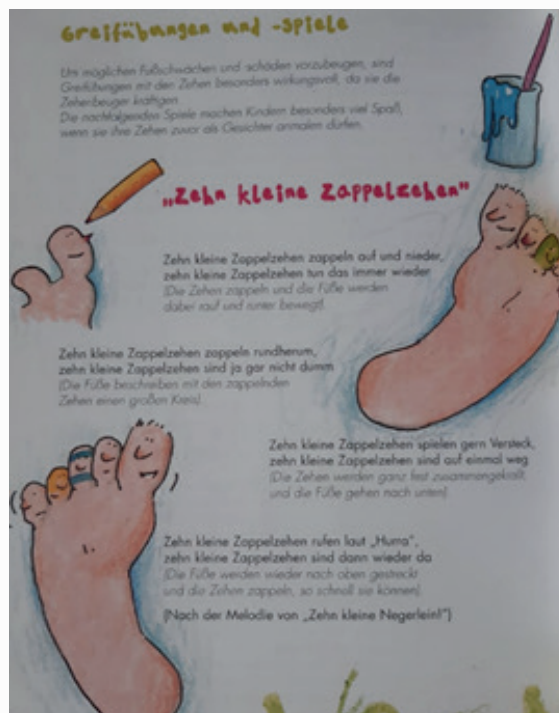 Greifübungen und -spiele
Um möglichen Fußschwächen und -schäden vorzubeugen, sind
Greifübungen mit den Zehen besonders wirkungsvoll, da sie die
Zehenbeuger kräftigen.
Die nachfolgenden Spiele machen Kindern besonders viel Spaß,
wenn sie ihre Zehen zuvor als Gesichter anmalen dürfen.
„Zehn kleine Zappelzehen"
Zehn kleine Zappelzehen zappeln auf und nieder,
zehn kleine Zappelzehen tun das immer wieder
(Die Zehen zappeln und die Füße werden
dabei rauf und runter bewegt).
Zehn kleine Zappelzehen zappeln rundherum,
zehn kleine Zappelzehen sind ja gar nicht dumm
(Die Füße beschreiben mit den zappelnden
Zehen einen großen Kreis).
Zehn kleine Zappelzehen spielen gern Versteck,
zehn kleine Zappelzehen sind auf einmal weg
(Die Zehen werden ganz fest zusammengekrallt
und die Füße gehen nach unten).
Zehn kleine Zappelzehen rufen laut „Hurra",
zehn kleine Zappelzehen sind dann wieder da
(Die Füße werden wieder nach oben gestreckt
und die Zehen zappeln, so schnell sie können).
(Nach der Melodie von „Zehn kleine Negerlein!")